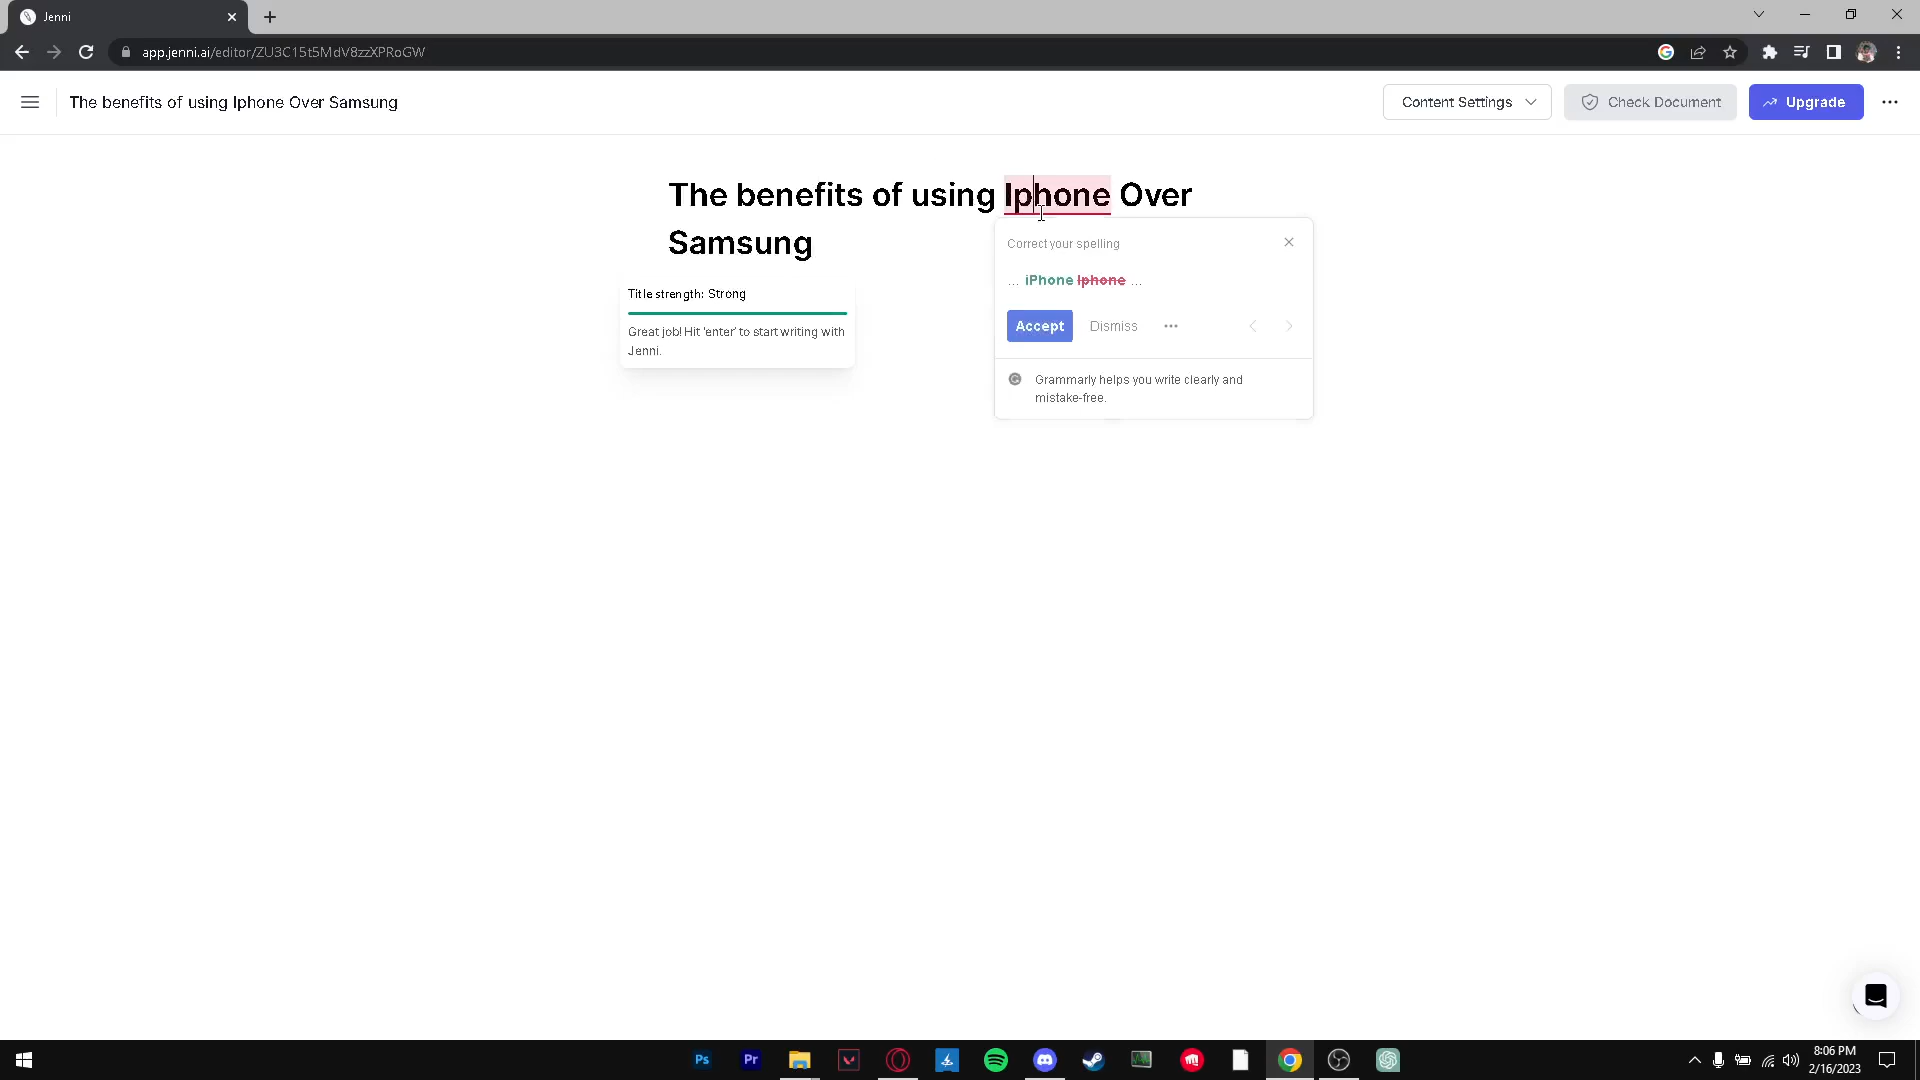 Jenni
app.jenni.ai/editor/ZU3C15t5MdV8zzXPRoGW
The benefits of using Iphone Over Samsung
Content Settings
Check Document
Upgrade
The benefits of using Iphone Over
Samsung
Correct your spelling
... iPhone Iphone ...
Accept Dismiss
Grammarly helps you write clearly and
mistake-free.
Title strength: Strong
Great job! Hit 'enter' to start writing with
Jenni.
Ps
Pr
8:06 PM
2/16/2023